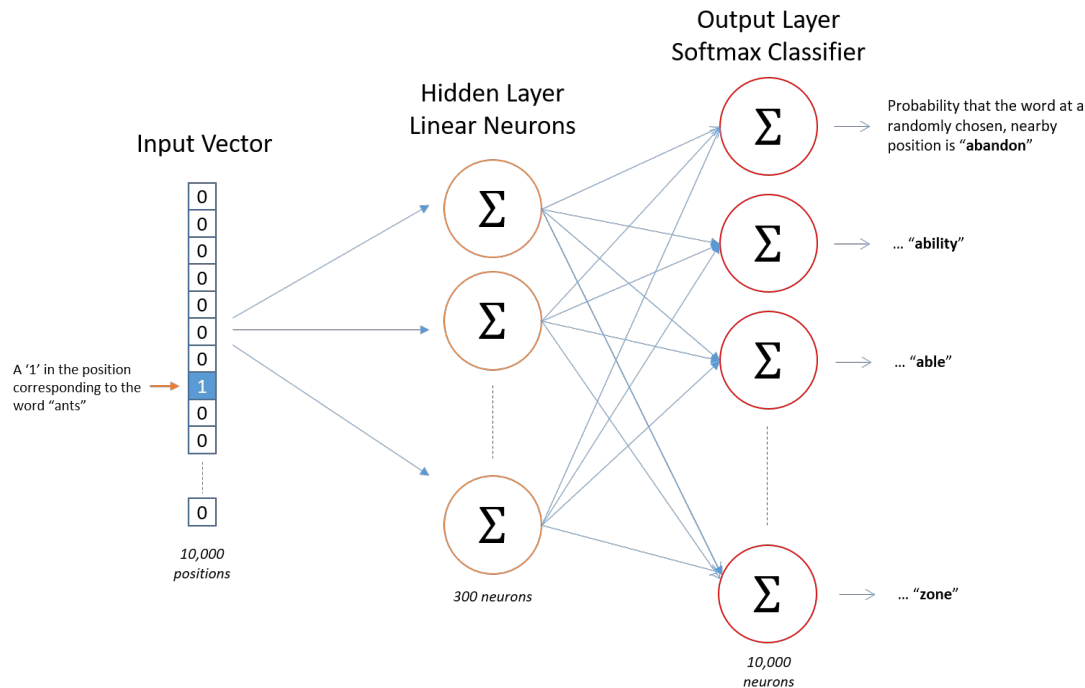 Output Layer
Softmax Classifier
Hidden Layer
Linear Neurons
Input Vector
0
0
0
0
0
0
0
1
0
0
0
A ‘1’ in the position
corresponding to the
word “ants”
10,000
positions
Σ
Σ
Σ
300 neurons
Σ
Σ
Σ
Σ
10,000
neurons
Probability that the word at a
randomly chosen, nearby
position is “abandon”
... “ability”
... “able”
... “zone”